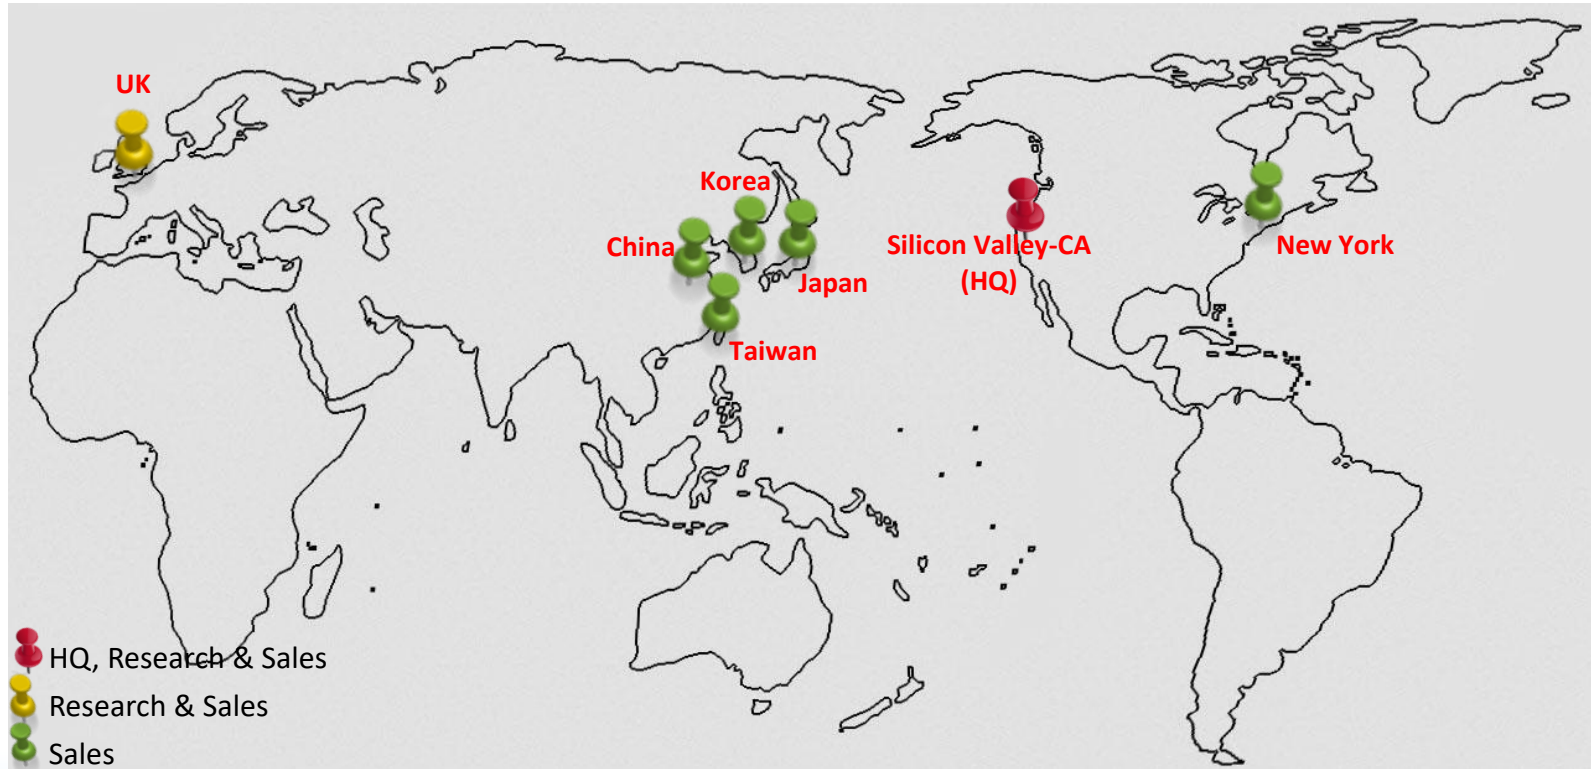 UK
Korea
China
Japan
Taiwan
Silicon Valley-CA
(HQ)
New York
HQ, Research & Sales
Research & Sales
Sales